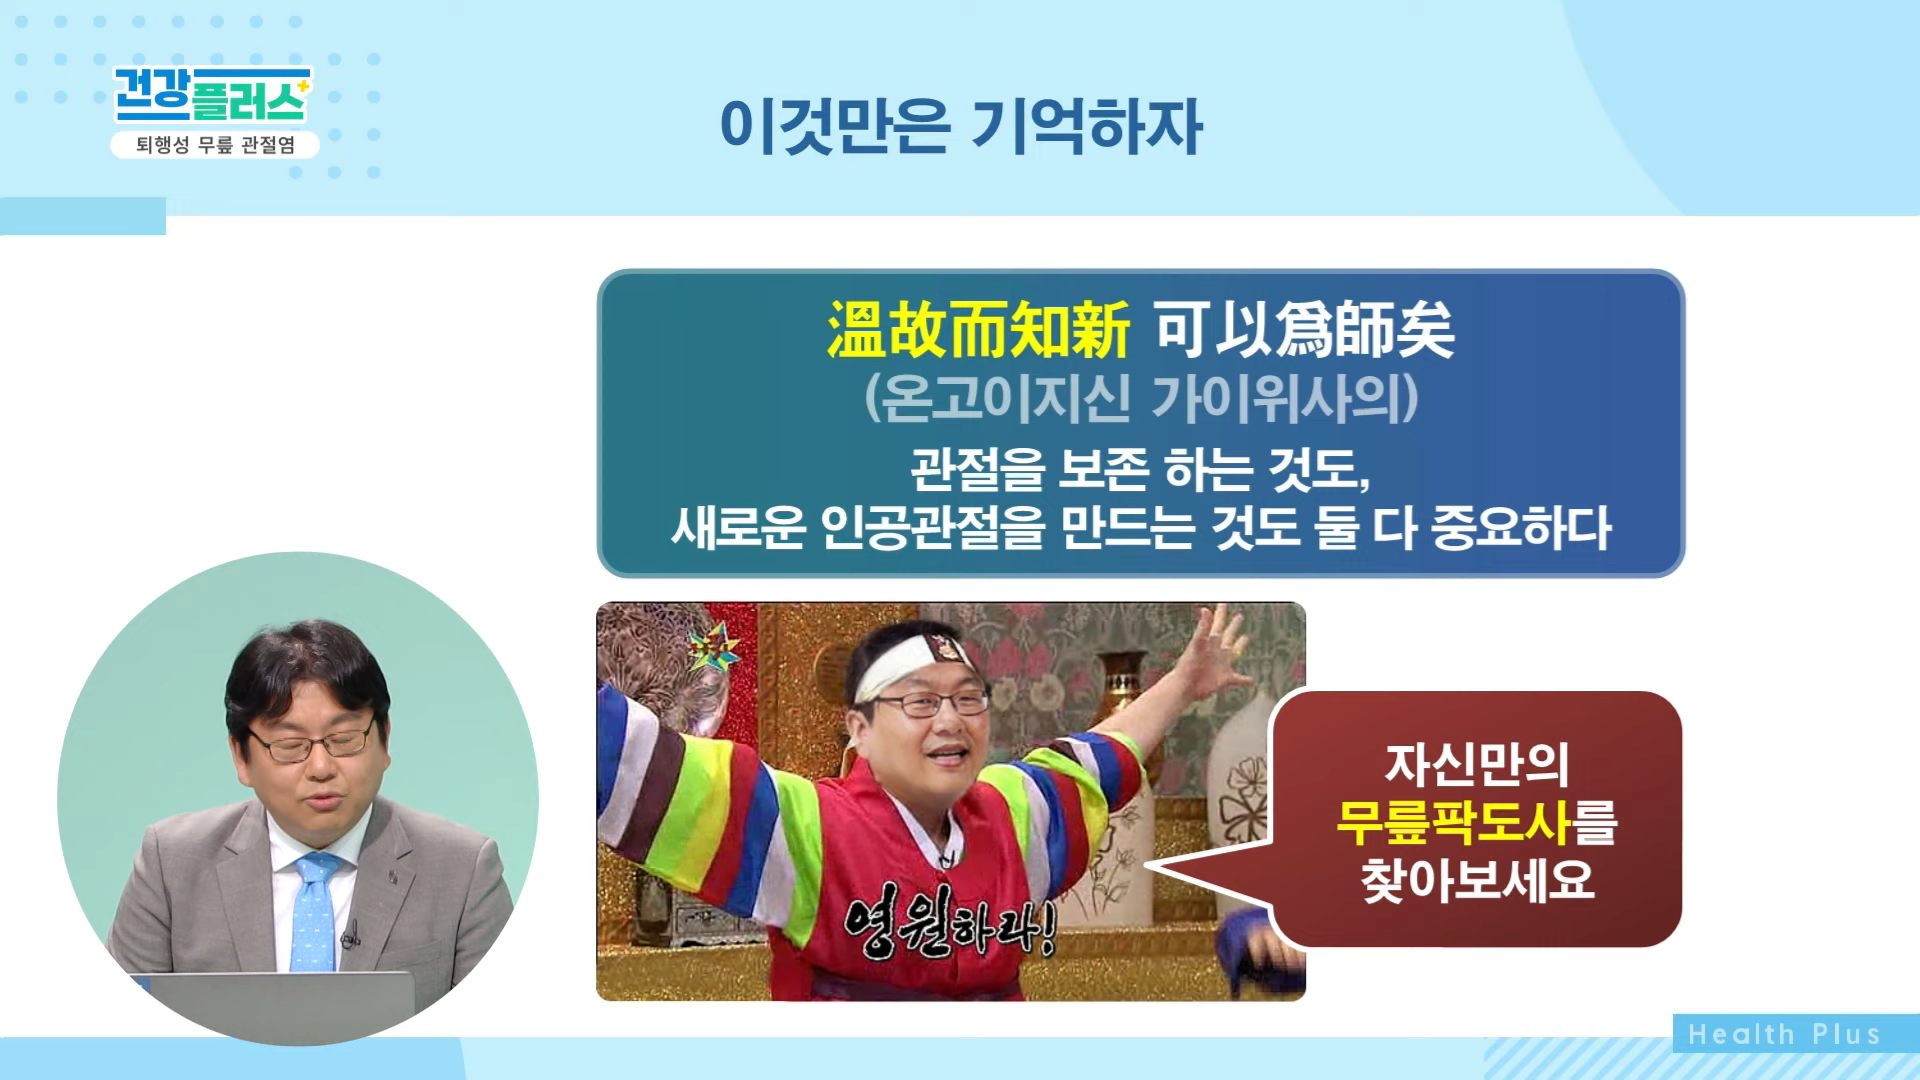 건강플러스+
퇴행성 무릎 관절염
이것만은 기억하자
溫故而知新 可以爲師矣
(온고이지신 가이위사의)
관절을 보존 하는 것도,
새로운 인공관절을 만드는 것도 둘 다 중요하다
영원하라!
자신만의
무릎팍도사를
찾아보세요
Health Plus